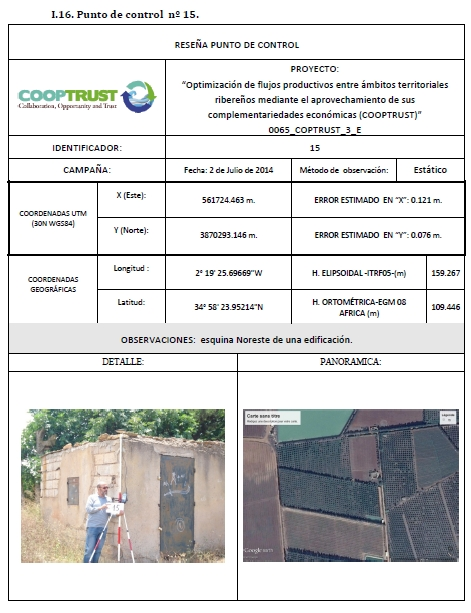 I.16. Punto de control nº 15.
RESEÑA PUNTO DE CONTROL
COOPTRUST
Collaboration, Opportunity and Trust
PROYECTO:
“Optimización de flujos productivos entre ámbitos territoriales
ribereños mediante el aprovechamiento de sus
complementariedades económicas (COOPTRUST)”
0065_COPTRUST_3_E
IDENTIFICADOR:
15
CAMPAÑA:
Fecha: 2 de Julio de 2014
Método de observación:
Estático
COORDENADAS UTM
(30N WGS84)
X (Este):
561724.463 m.
ERROR ESTIMADO EN “X”: 0.121 m.
Y (Norte):
3870293.146 m.
ERROR ESTIMADO EN “Y”: 0.076 m.
COORDENADAS
GEOGRÁFICAS
Longitud :
2º 19' 25.69669"W
H. ELIPSOIDAL -ITRF05-(m)
159.267
Latitud:
34º 58' 23.95214"N
H. ORTOMÉTRICA-EGM 08
AFRICA (m)
109.446
OBSERVACIONES: esquina Noreste de una edificación.
DETALLE:
PANORAMICA:
15
Carte sans titre
Google earth